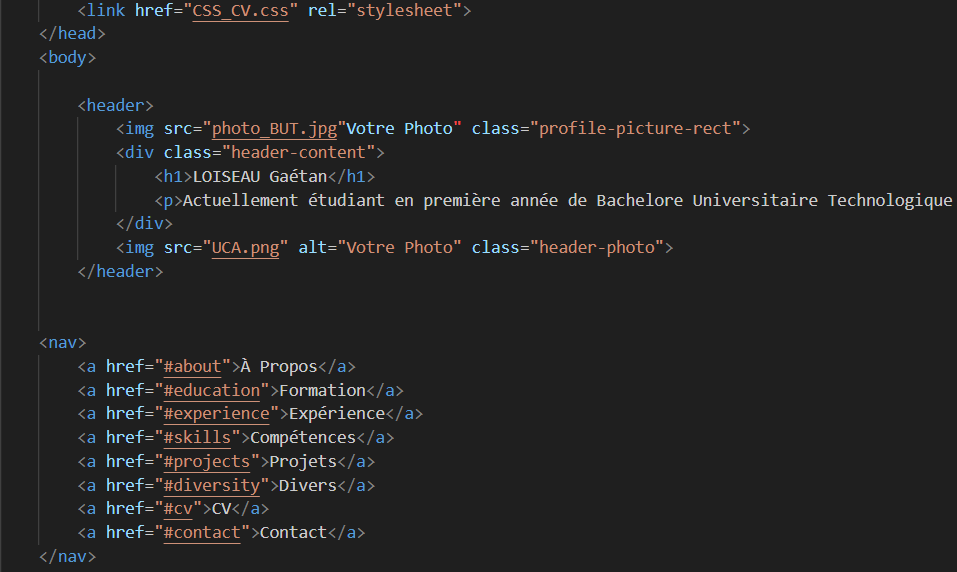 <link href="CSS_CV.css" rel="stylesheet">
</head>
<body>
<header>
<img src="photo_BUT.jpg"Votre Photo" class="profile-picture-rect">
<div class="header-content">
<h1>LOISEAU Gaétan</h1>
<p>Actuellement étudiant en première année de Bachelore Universitaire Technologique
</div>
<img src="UCA.png" alt="Votre Photo" class="header-photo">
</header>
<nav>
<a href="#about">À Propos</a>
<a href="#education">Formation</a>
<a href="#experience">Expérience</a>
<a href="#skills">Compétences</a>
<a href="#projects">Projets</a>
<a href="#diversity">Divers</a>
<a href="#cv">CV</a>
<a href="#contact">Contact</a>
</nav>